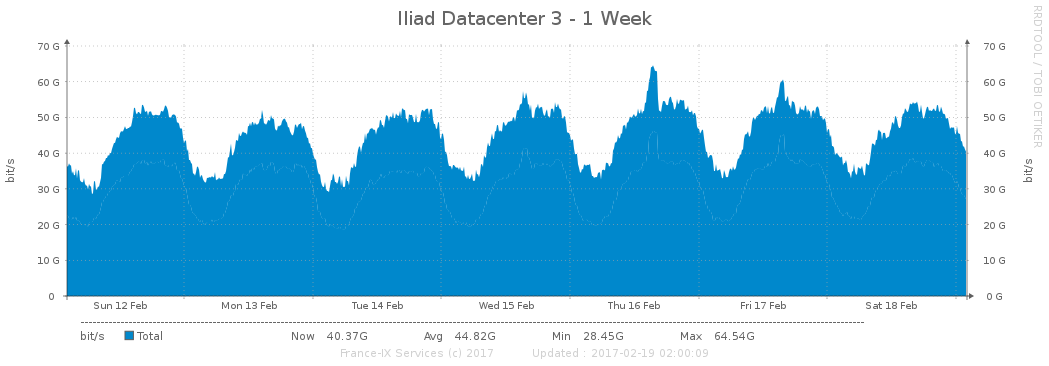 Iliad Datacenter 3 - 1 Week
RRDTOOL / TOBI OETIKER
70 G 70 G
60 G 60 G
50 G 50 G
40 G 40 G
30 G 30 G
20 G 20 G
10 G 10 G
0 0 G
bit/s bit/s
Sun 12 Feb Mon 13 Feb Tue 14 Feb Wed 15 Feb Thu 16 Feb Fri 17 Feb Sat 18 Feb
bit/s Total Now 40.37G Avg 44.82G Min 28.45G Max 64.54G
France-IX Services (c) 2017 Updated : 2017-02-19 02:00:09